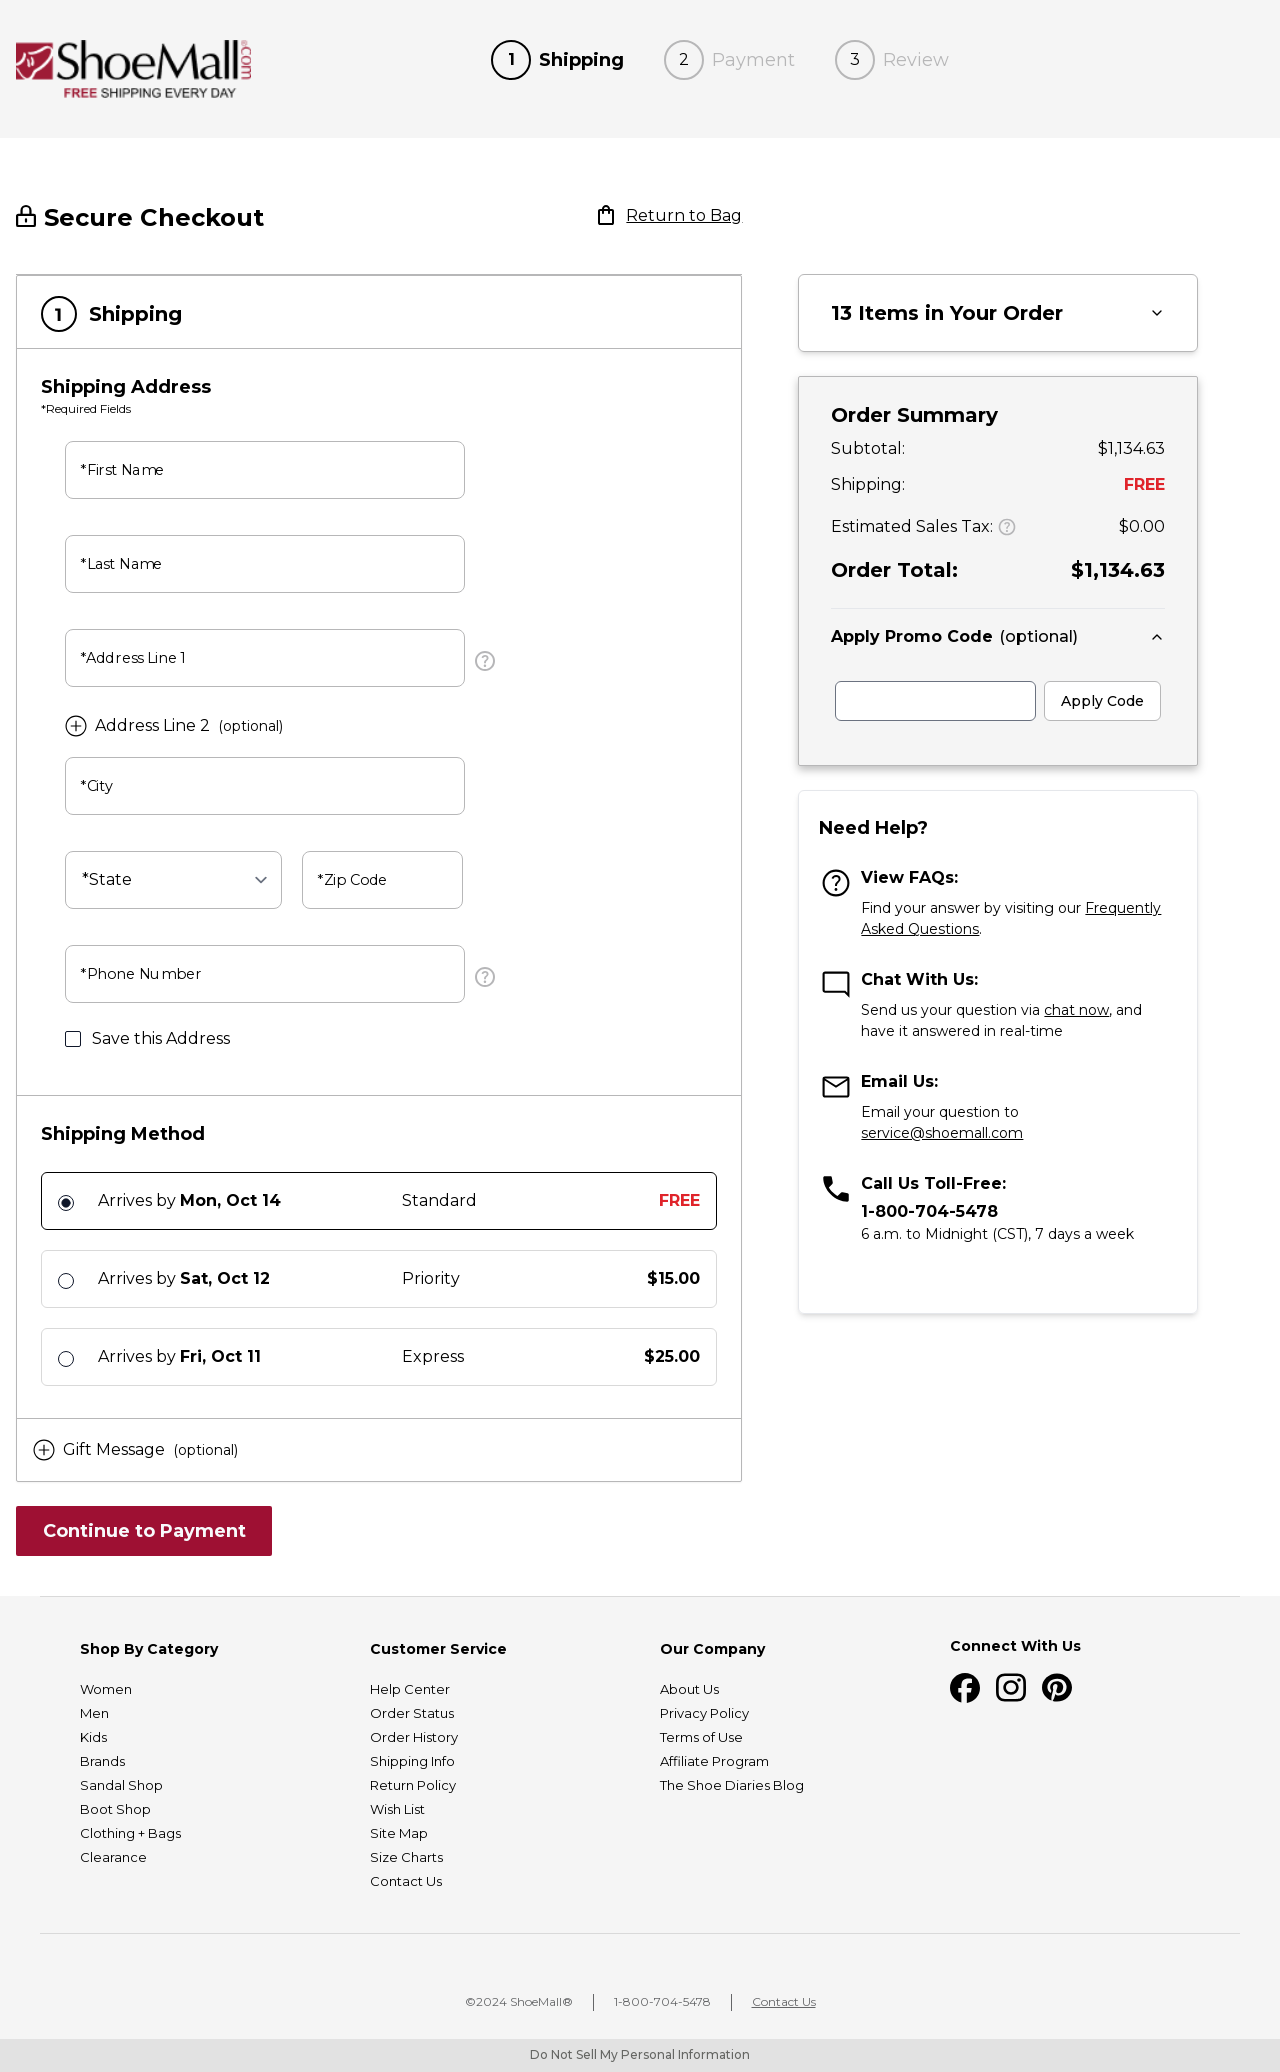 ShoeMall®.com
FREE SHIPPING EVERY DAY
1 Shipping 2 Payment 3 Review
Secure Checkout
Return to Bag
1 Shipping
Shipping Address
*Required Fields
*First Name
*Last Name
*Address Line 1
Address Line 2 (optional)
*City
*State *Zip Code
*Phone Number
Save this Address
Shipping Method
Arrives by Mon, Oct 14 Standard FREE
Arrives by Sat, Oct 12 Priority $15.00
Arrives by Fri, Oct 11 Express $25.00
Gift Message (optional)
Continue to Payment
13 Items in Your Order
Order Summary
Subtotal: $1,134.63
Shipping: FREE
Estimated Sales Tax: ? $0.00
Order Total: $1,134.63
Apply Promo Code (optional)
Apply Code
Need Help?
View FAQs:
Find your answer by visiting our Frequently
Asked Questions.
Chat With Us:
Send us your question via chat now, and
have it answered in real-time
Email Us:
Email your question to
service@shoemall.com
Call Us Toll-Free:
1-800-704-5478
6 a.m. to Midnight (CST), 7 days a week
Shop By Category
Women
Men
Kids
Brands
Sandal Shop
Boot Shop
Clothing + Bags
Clearance
Customer Service
Help Center
Order Status
Order History
Shipping Info
Return Policy
Wish List
Site Map
Size Charts
Contact Us
Our Company
About Us
Privacy Policy
Terms of Use
Affiliate Program
The Shoe Diaries Blog
Connect With Us
©2024 ShoeMall® 1-800-704-5478 Contact Us
Do Not Sell My Personal Information